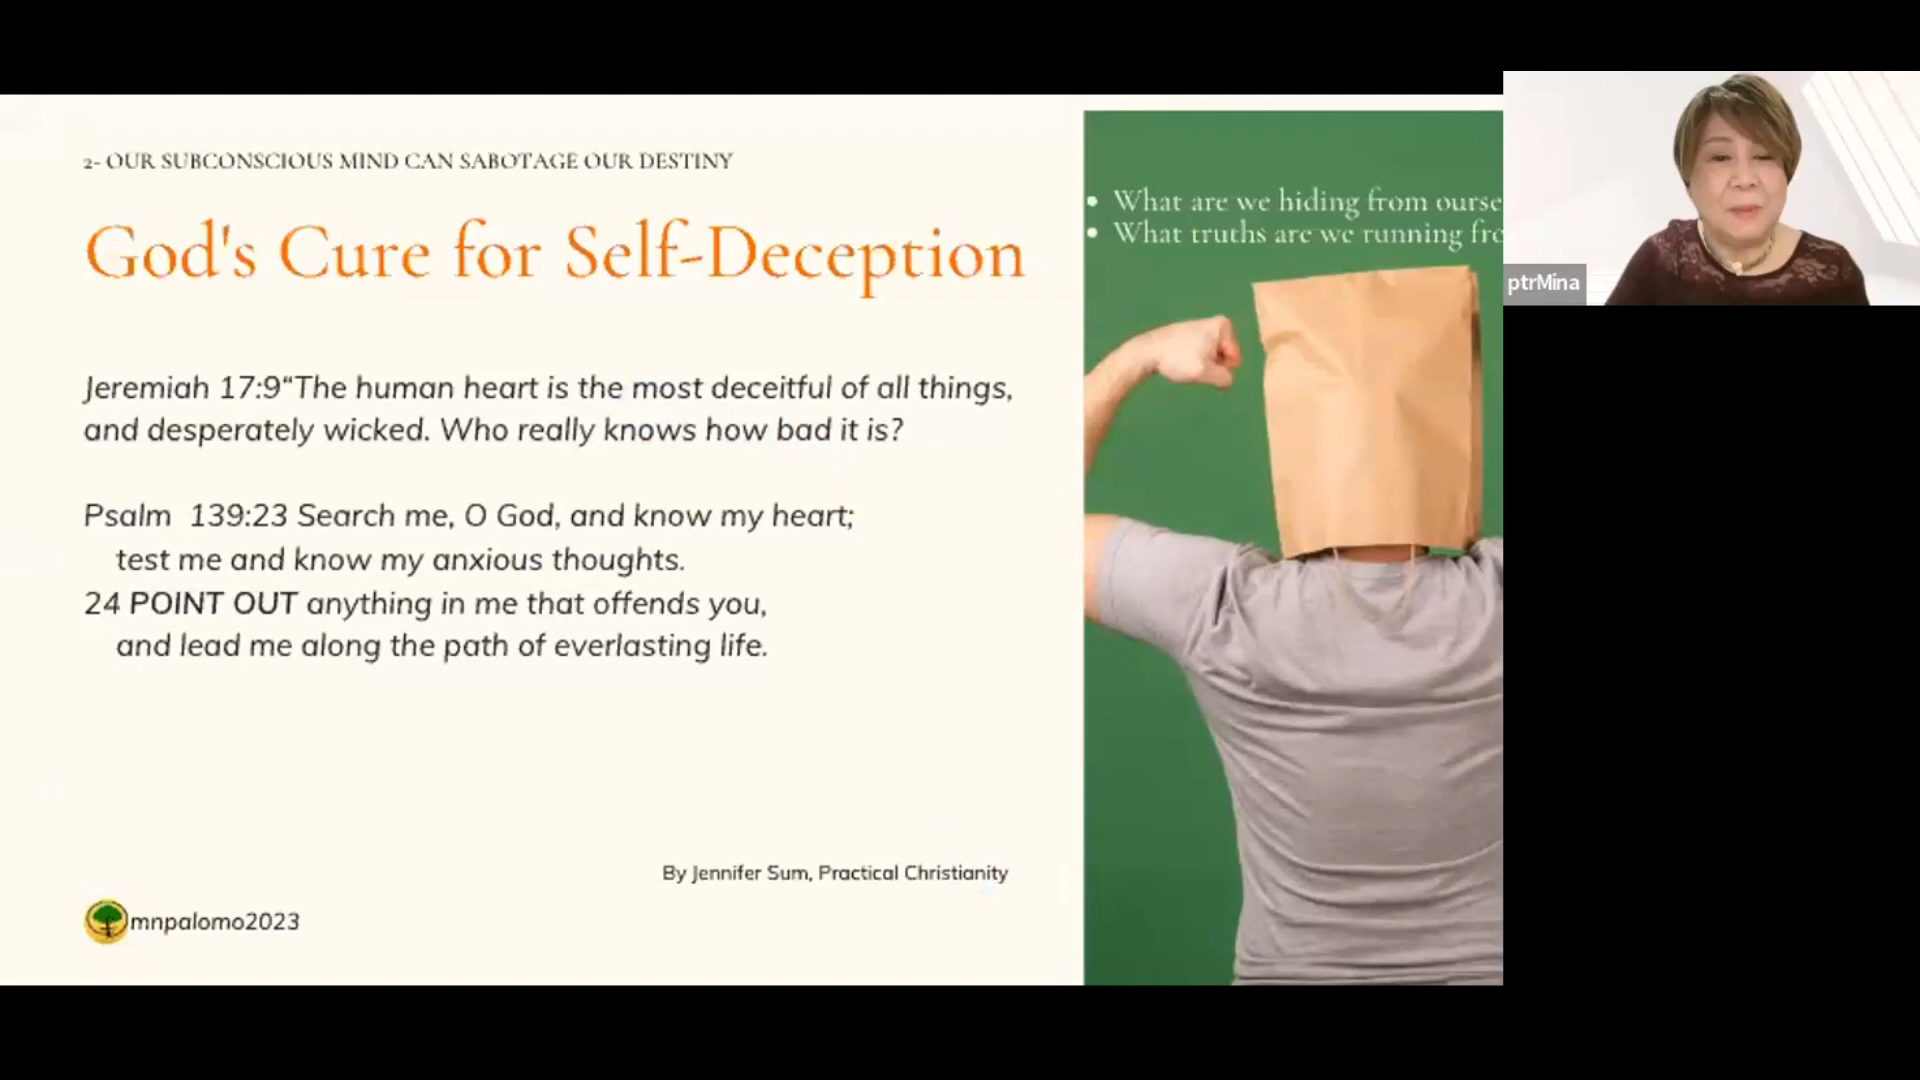 2- OUR SUBCONSCIOUS MIND CAN SABOTAGE OUR DESTINY
God's Cure for Self-Deception
Jeremiah 17:9“The human heart is the most deceitful of all things,
and desperately wicked. Who really knows how bad it is?
Psalm 139:23 Search me, O God, and know my heart;
test me and know my anxious thoughts.
24 POINT OUT anything in me that offends you,
and lead me along the path of everlasting life.
By Jennifer Sum, Practical Christianity
mnpalomo2023
• What are we hiding from
• What truths are we running
ptrMina